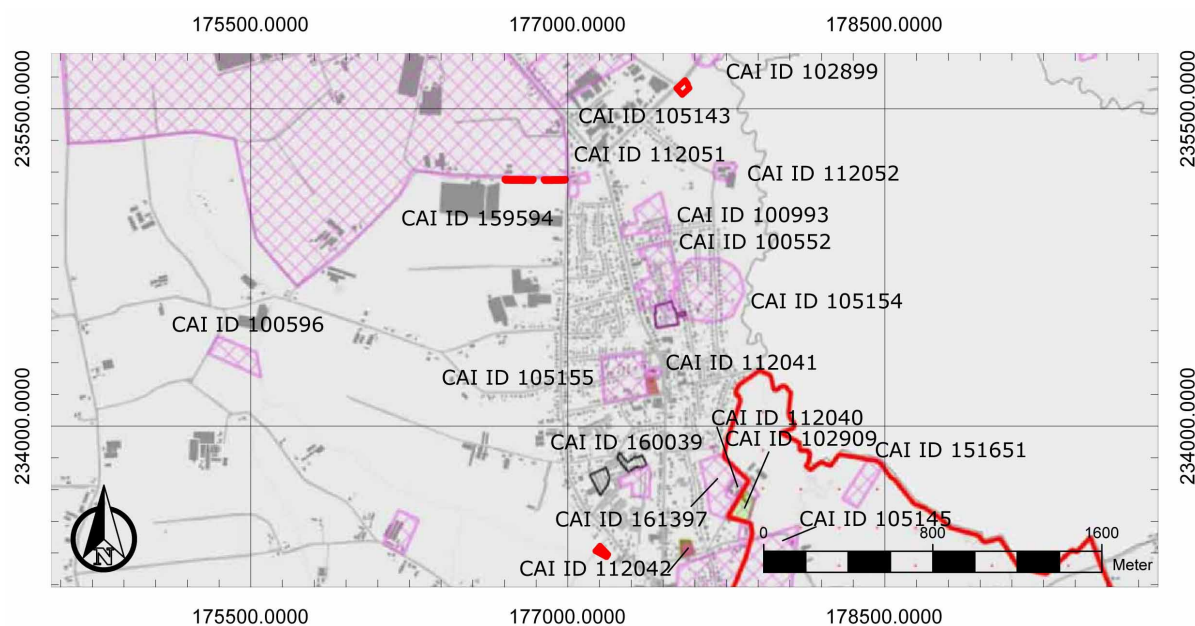 175500.0000 177000.0000 178500.0000
235500.0000 235500.0000
CAI ID 102899
CAI ID 105143
CAI ID 112051
CAI ID 112052
CAI ID 159594
CAI ID 100993
CAI ID 100552
CAI ID 105154
CAI ID 100596
CAI ID 112041
CAI ID 105155
234000.0000 234000.0000
CAI ID 112040
CAI ID 160039
CAI ID 102909
CAI ID 151651
CAI ID 161397
CAI ID 105145
0 800 1600
N
Meter
CAI ID 112042
175500.0000 177000.0000 178500.0000